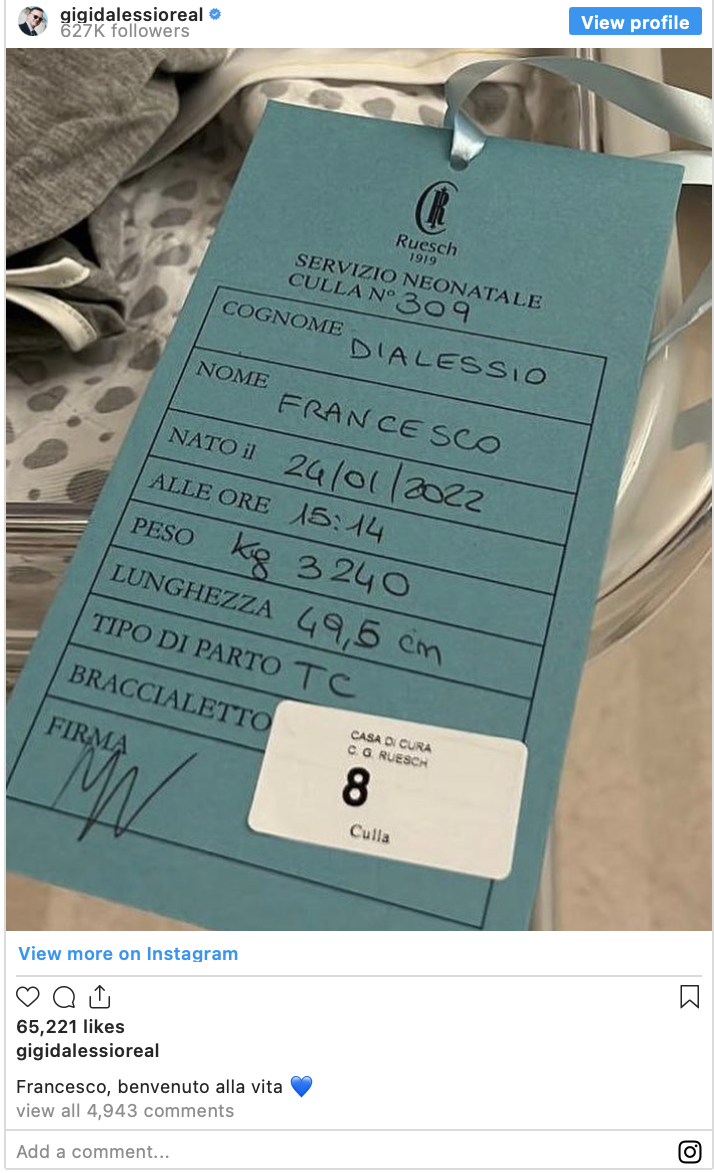 gigidalessioreal
627K followers
View profile
Ruesch
1919
SERVIZIO NEONATALE
CULLA N° 309
COGNOME DIALESSIO
NOME FRANCESCO
NATO il 24/01/2022
ALLE ORE 15:14
PESO kg 3240
LUNGHEZZA 49,5 cm
TIPO DI PARTO TC
BRACCIALETTO
FIRMA
CASA DI CURA
C. G. RUESCH
8
Culla
View more on Instagram
65,221 likes
gigidalessioreal
Francesco, benvenuto alla vita 💙
view all 4,943 comments
Add a comment...